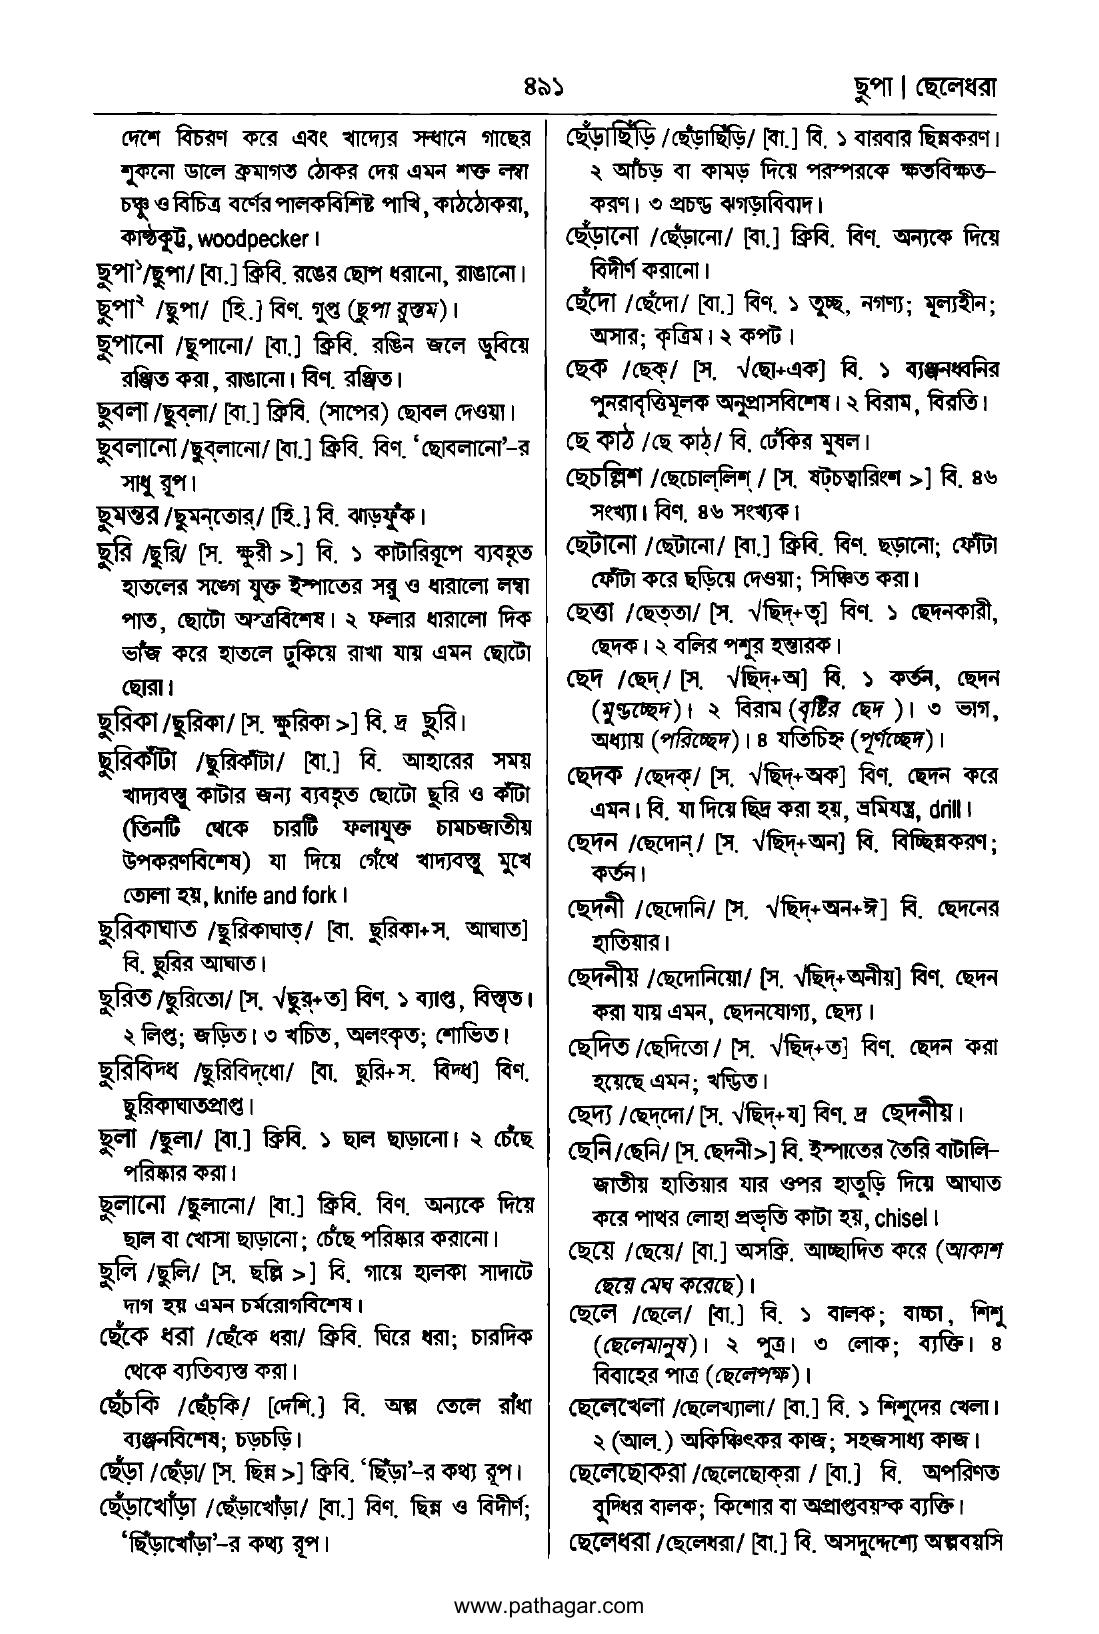 ৪৯১
ছুপা | ছেলেধরা
দেশে বিচরণ করে এবং খাদ্যের সন্ধানে গাছের
শুকনো ডালে ক্রমাগত ঠোকর দেয় এমন শক্ত লম্বা
চঞ্চু ও বিচিত্র বর্ণের পালকবিশিষ্ট পাখি, কাঠঠোকরা,
কাষ্ঠকুট্ট, woodpecker।
ছুপা১/ছুপা/ [বা.] ক্রিবি. রঙের ছোপ ধরানো, রাঙানো।
ছুপা২ /ছুপা/ [হি.] বিণ. গুপ্ত (ছুপা রুস্তম)।
ছুপানো /ছুপানো/ [বা.] ক্রিবি. রঙিন জলে ডুবিয়ে
রঞ্জিত করা, রাঙানো। বিণ. রঞ্জিত।
ছুবলা /ছুব্‌লা/ [বা.] ক্রিবি. (সাপের) ছোবল দেওয়া।
ছুবলানো /ছুব্‌লানো/ [বা.] ক্রিবি. বিণ. ‘ছোবলানো’-র
সাধু রূপ।
ছুমন্তর /ছুমন্‌তোর্/ [হি.] বি. ঝাড়ফুঁক।
ছুরি /ছুরি/ [স. ক্ষুরী >] বি. ১ কাটারিরূপে ব্যবহৃত
হাতলের সঙ্গে যুক্ত ইস্পাতের সরু ও ধারালো লম্বা
পাত, ছোটো অস্ত্রবিশেষ। ২ ফলার ধারালো দিক
ভাঁজ করে হাতলে ঢুকিয়ে রাখা যায় এমন ছোটো
ছোরা।
ছুরিকা /ছুরিকা/ [স. ক্ষুরিকা >] বি. দ্র ছুরি।
ছুরিকাঁটা /ছুরিকাঁটা/ [বা.] বি. আহারের সময়
খাদ্যবস্তু কাটার জন্য ব্যবহৃত ছোটো ছুরি ও কাঁটা
(তিনটি থেকে চারটি ফলাযুক্ত চামচজাতীয়
উপকরণবিশেষ) যা দিয়ে গেঁথে খাদ্যবস্তু মুখে
তোলা হয়, knife and fork।
ছুরিকাঘাত /ছুরিকাঘাত্/ [বা. ছুরিকা+স. আঘাত]
বি. ছুরির আঘাত।
ছুরিত /ছুরিতো/ [স. √ছুর্+ত] বিণ. ১ ব্যাপ্ত, বিস্তৃত।
২ লিপ্ত; জড়িত। ৩ খচিত, অলংকৃত; শোভিত।
ছুরিবিদ্ধ /ছুরিবিদ্‌ধো/ [বা. ছুরি+স. বিদ্ধ] বিণ.
ছুরিকাঘাতপ্রাপ্ত।
ছুলা /ছুলা/ [বা.] ক্রিবি. ১ ছাল ছাড়ানো। ২ চেঁছে
পরিষ্কার করা।
ছুলানো /ছুলানো/ [বা.] ক্রিবি. বিণ. অন্যকে দিয়ে
ছাল বা খোসা ছাড়ানো; চেঁছে পরিষ্কার করানো।
ছুলি /ছুলি/ [স. ছল্লি >] বি. গায়ে হালকা সাদাটে
দাগ হয় এমন চর্মরোগবিশেষ।
ছেঁকে ধরা /ছেঁকে ধরা/ ক্রিবি. ঘিরে ধরা; চারদিক
থেকে ব্যতিব্যস্ত করা।
ছেঁচকি /ছেঁচ্‌কি/ [দেশি.] বি. অল্প তেলে রাঁধা
ব্যঞ্জনবিশেষ; চড়চড়ি।
ছেঁড়া /ছেঁড়া/ [স. ছিন্ন >] ক্রিবি. ‘ছিঁড়া’-র কথ্য রূপ।
ছেঁড়াখোঁড়া /ছেঁড়াখোঁড়া/ [বা.] বিণ. ছিন্ন ও বিদীর্ণ;
‘ছিঁড়াখোঁড়া’-র কথ্য রূপ।
ছেঁড়াছিঁড়ি /ছেঁড়াছিঁড়ি/ [বা.] বি. ১ বারবার ছিন্নকরণ।
২ আঁচড় বা কামড় দিয়ে পরস্পরকে ক্ষতবিক্ষত-
করণ। ৩ প্রচন্ড ঝগড়াবিবাদ।
ছেঁড়ানো /ছেঁড়ানো/ [বা.] ক্রিবি. বিণ. অন্যকে দিয়ে
বিদীর্ণ করানো।
ছেঁদো /ছেঁদো/ [বা.] বিণ. ১ তুচ্ছ, নগণ্য; মূল্যহীন;
অসার; কৃত্রিম। ২ কপট।
ছেক /ছেক্/ [স. √ছো+এক] বি. ১ ব্যঞ্জনধ্বনির
পুনরাবৃত্তিমূলক অনুপ্রাসবিশেষ। ২ বিরাম, বিরতি।
ছে কাঠ /ছে কাঠ্/ বি. ঢেঁকির মুষল।
ছেচল্লিশ /ছেচোল্‌লিশ্ / [স. ষট্‌চত্বারিংশ >] বি. ৪৬
সংখ্যা। বিণ. ৪৬ সংখ্যক।
ছেটানো /ছেটানো/ [বা.] ক্রিবি. বিণ. ছড়ানো; ফোঁটা
ফোঁটা করে ছড়িয়ে দেওয়া; সিঞ্চিত করা।
ছেত্তা /ছেত্‌তা/ [স. √ছিদ্+তৃ] বিণ. ১ ছেদনকারী,
ছেদক। ২ বলির পশুর হন্তারক।
ছেদ /ছেদ্/ [স. √ছিদ্+অ] বি. ১ কর্তন, ছেদন
(মুন্ডচ্ছেদ)। ২ বিরাম (বৃষ্টির ছেদ )। ৩ ভাগ,
অধ্যায় (পরিচ্ছেদ)। ৪ যতিচিহ্ন (পূর্ণচ্ছেদ)।
ছেদক /ছেদক্/ [স. √ছিদ্+অক] বিণ. ছেদন করে
এমন। বি. যা দিয়ে ছিদ্র করা হয়, ভ্রমিযন্ত্র, drill।
ছেদন /ছেদোন্/ [স. √ছিদ্+অন] বি. বিচ্ছিন্নকরণ;
কর্তন।
ছেদনী /ছেদোনি/ [স. √ছিদ্+অন+ঈ] বি. ছেদনের
হাতিয়ার।
ছেদনীয় /ছেদোনিয়ো/ [স. √ছিদ্+অনীয়] বিণ. ছেদন
করা যায় এমন, ছেদনযোগ্য, ছেদ্য।
ছেদিত /ছেদিতো/ [স. √ছিদ্+ত] বিণ. ছেদন করা
হয়েছে এমন; খন্ডিত।
ছেদ্য /ছেদ্‌দো/ [স. √ছিদ্+য] বিণ. দ্র ছেদনীয়।
ছেনি /ছেনি/ [স. ছেদনী>] বি. ইস্পাতের তৈরি বাটালি-
জাতীয় হাতিয়ার যার ওপর হাতুড়ি দিয়ে আঘাত
করে পাথর লোহা প্রভৃতি কাটা হয়, chisel।
ছেয়ে /ছেয়ে/ [বা.] অসক্রি. আচ্ছাদিত করে (আকাশ
ছেয়ে মেঘ করেছে)।
ছেলে /ছেলে/ [বা.] বি. ১ বালক; বাচ্চা, শিশু
(ছেলেমানুষ)। ২ পুত্র। ৩ লোক; ব্যক্তি। ৪
বিবাহের পাত্র (ছেলেপক্ষ)।
ছেলেখেলা /ছেলেখ্যালা/ [বা.] বি. ১ শিশুদের খেলা।
২ (আল.) অকিঞ্চিৎকর কাজ; সহজসাধ্য কাজ।
ছেলেছোকরা /ছেলেছোক্‌রা / [বা.] বি. অপরিণত
বুদ্ধির বালক; কিশোর বা অপ্রাপ্তবয়স্ক ব্যক্তি।
ছেলেধরা /ছেলেধরা/ [বা.] বি. অসদুদ্দেশ্যে অল্পবয়সি
www.pathagar.com